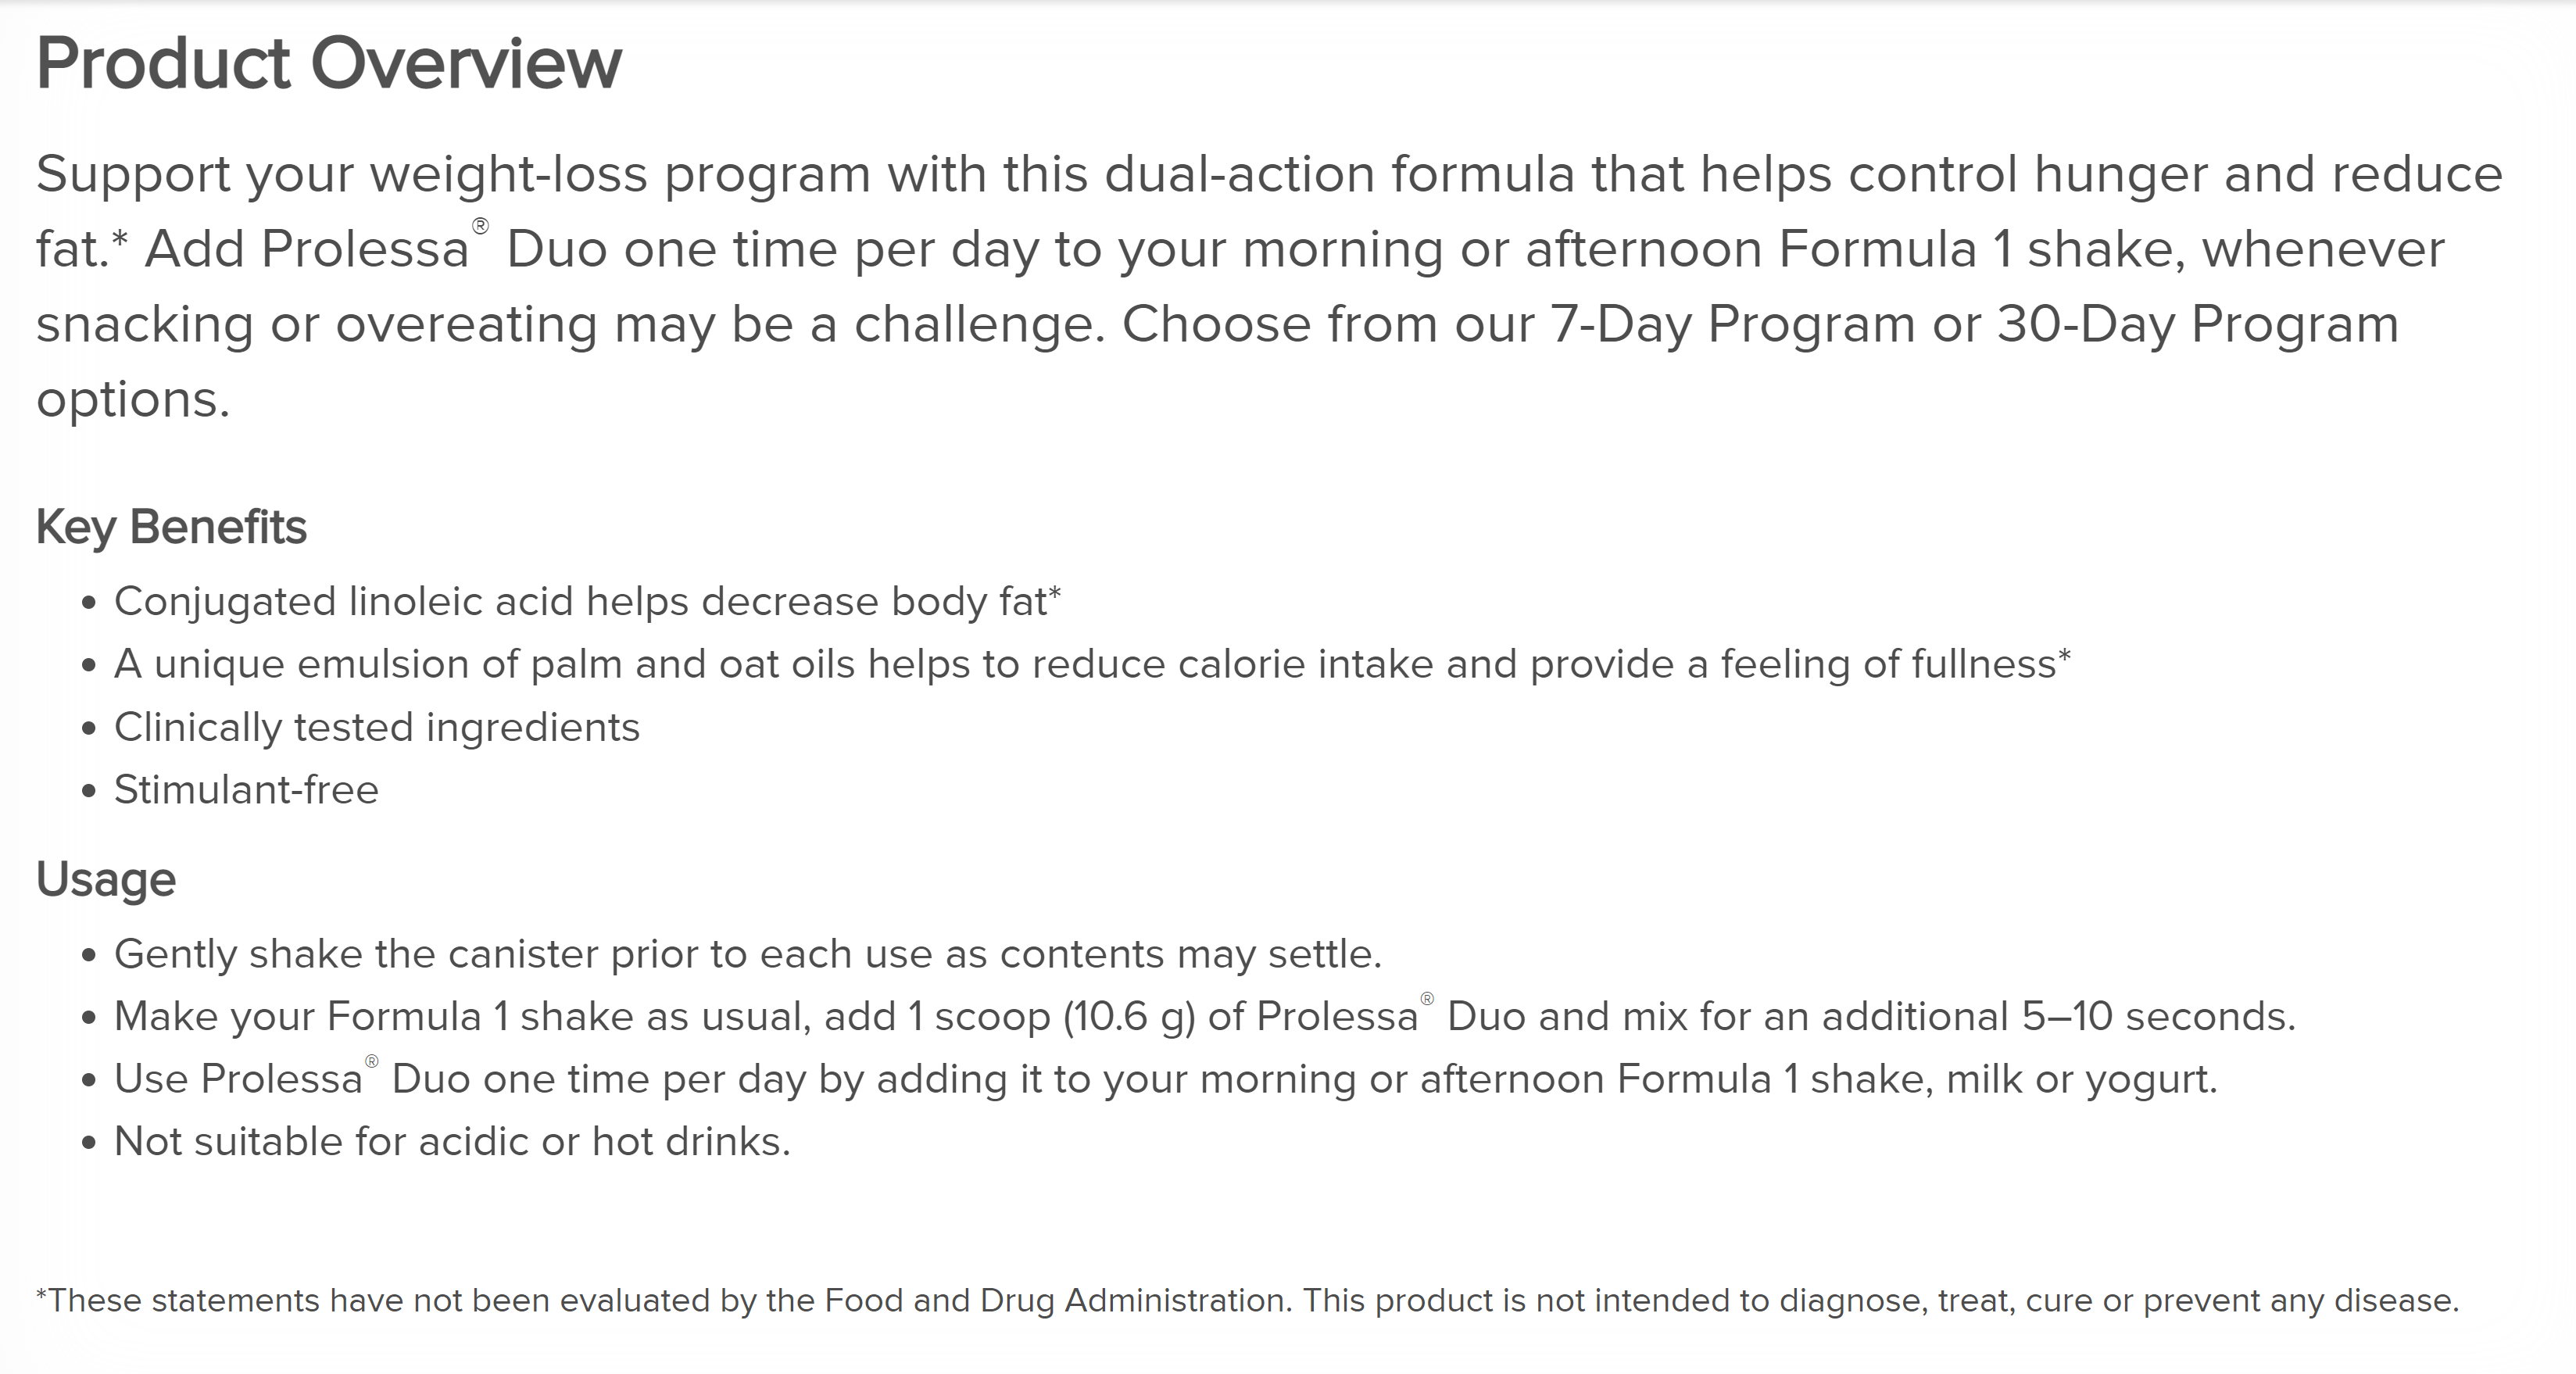 Product Overview
Support your weight-loss program with this dual-action formula that helps control hunger and reduce
fat.* Add Prolessa® Duo one time per day to your morning or afternoon Formula 1 shake, whenever
snacking or overeating may be a challenge. Choose from our 7-Day Program or 30-Day Program
options.
Key Benefits
• Conjugated linoleic acid helps decrease body fat*
• A unique emulsion of palm and oat oils helps to reduce calorie intake and provide a feeling of fullness*
• Clinically tested ingredients
• Stimulant-free
Usage
• Gently shake the canister prior to each use as contents may settle.
• Make your Formula 1 shake as usual, add 1 scoop (10.6 g) of Prolessa® Duo and mix for an additional 5–10 seconds.
• Use Prolessa® Duo one time per day by adding it to your morning or afternoon Formula 1 shake, milk or yogurt.
• Not suitable for acidic or hot drinks.
*These statements have not been evaluated by the Food and Drug Administration. This product is not intended to diagnose, treat, cure or prevent any disease.